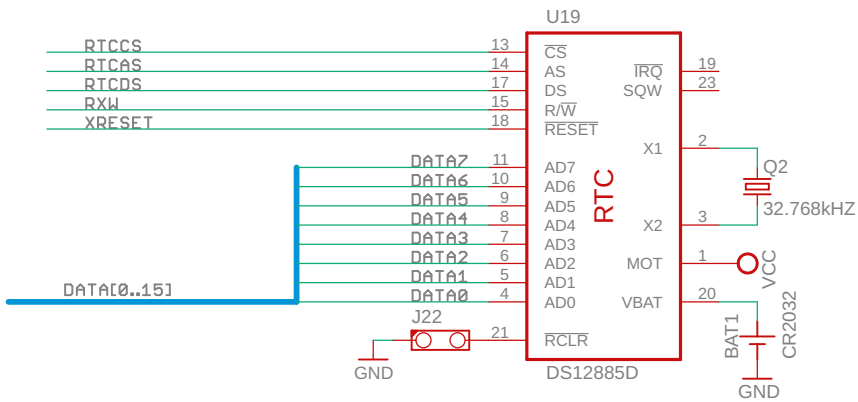 U19
RTCCS 13 CS
RTCAS 14 AS IRQ 19
RTCDS 17 DS SQW 23
RXW 15 R/W
XRESET 18 RESET
X1 2
DATA7 11 AD7 Q2
DATA6 10 AD6
DATA5 9 AD5 RTC 32.768kHZ
DATA4 8 AD4 X2 3
DATA3 7 AD3
DATA2 6 AD2 MOT 1 VCC
DATA1 5 AD1
DATA[0..15] DATA0 4 AD0 VBAT 20
J22 BAT1 CR2032
21 RCLR
GND DS12885D
GND